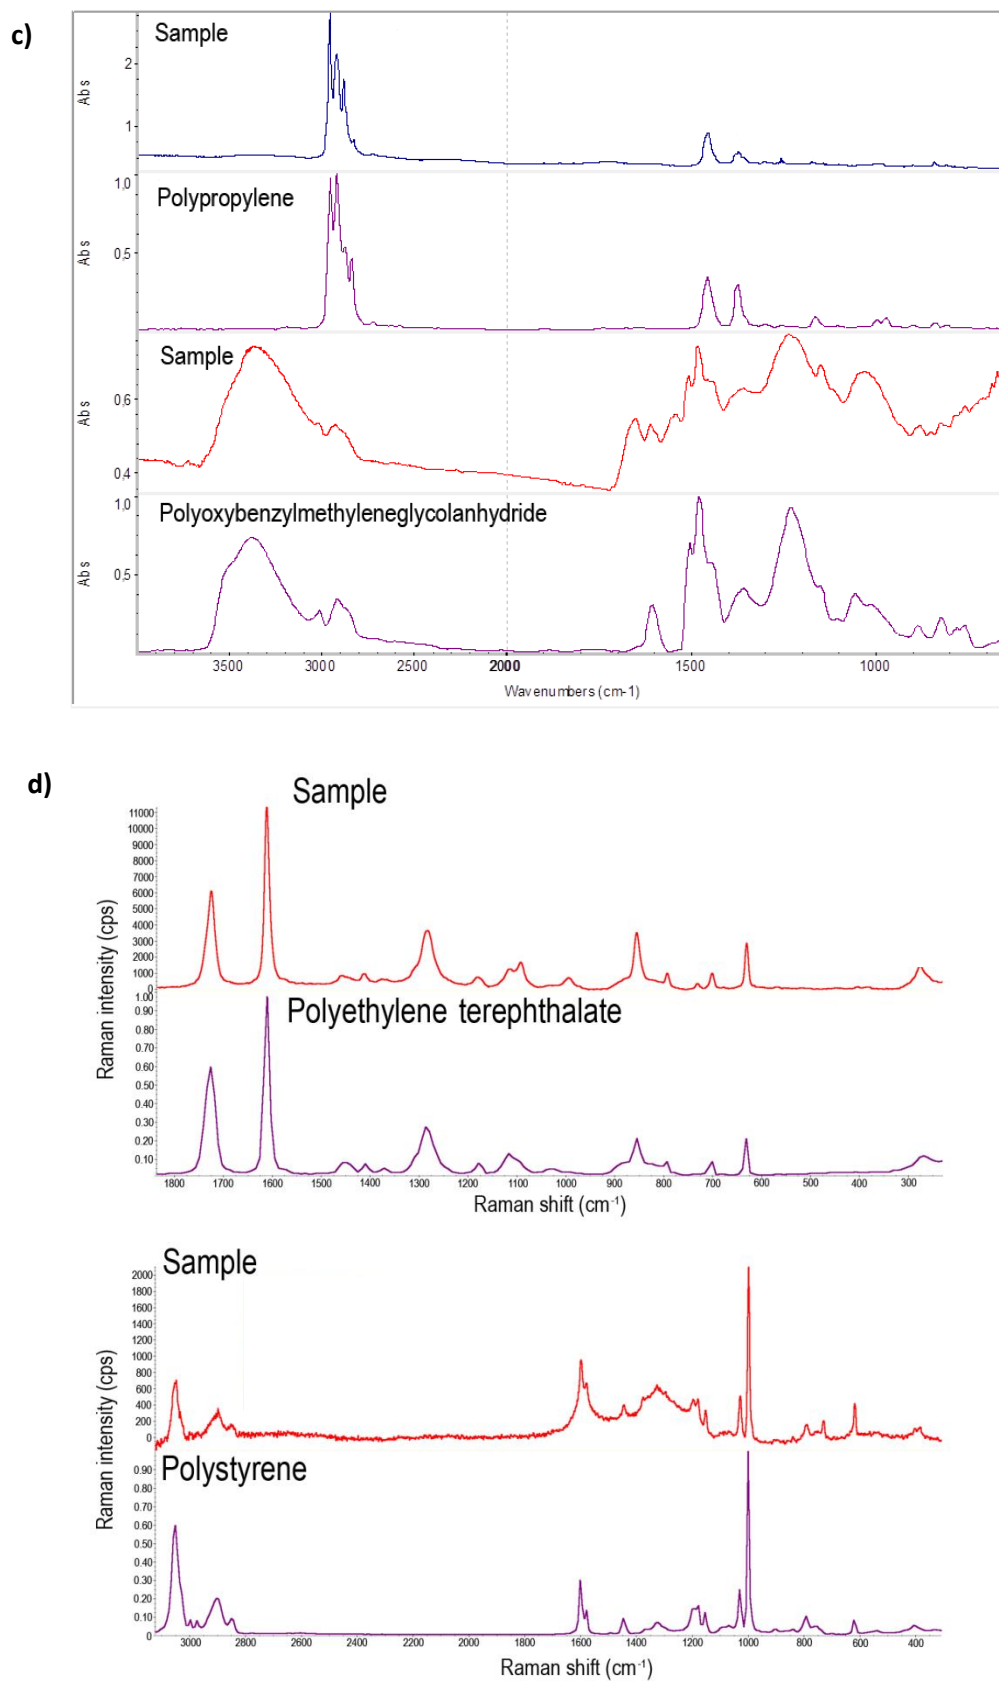 c)
Sample
Abs
2
1
Polypropylene
Abs
1,0
0,5
Sample
Abs
0,6
0,4
Polyoxybenzylmethyleneglycolanhydride
Abs
1,0
0,5
3500 3000 2500 2000 1500 1000
Wavenumbers (cm-1)
d)
Sample
11000
10000
9000
8000
7000
6000
5000
4000
3000
2000
1000
0
Raman intensity (cps)
Polyethylene terephthalate
1.00
0.90
0.70
0.60
0.50
0.40
0.30
0.20
0.10
1800 1700 1600 1500 1400 1300 1200 1100 1000 900 800 700 600 500 400 300
Raman shift (cm⁻¹)
Sample
2000
1800
1600
1400
1200
1000
800
600
400
200
0
Raman intensity (cps)
Polystyrene
0.90
0.80
0.70
0.60
0.50
0.40
0.30
0.20
0.10
0
3000 2800 2600 2400 2200 2000 1800 1600 1400 1200 1000 800 600 400
Raman shift (cm⁻¹)